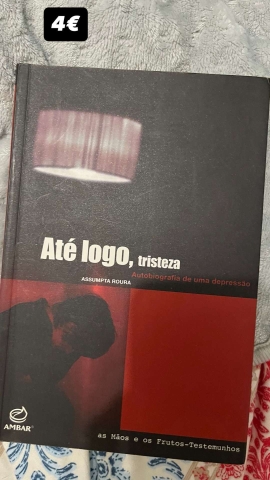 4€
Até logo, tristeza
Autobiografia de uma depressão
ASSUMPTA ROURA
AMBAR®
as Mãos e os Frutos-Testemunhos